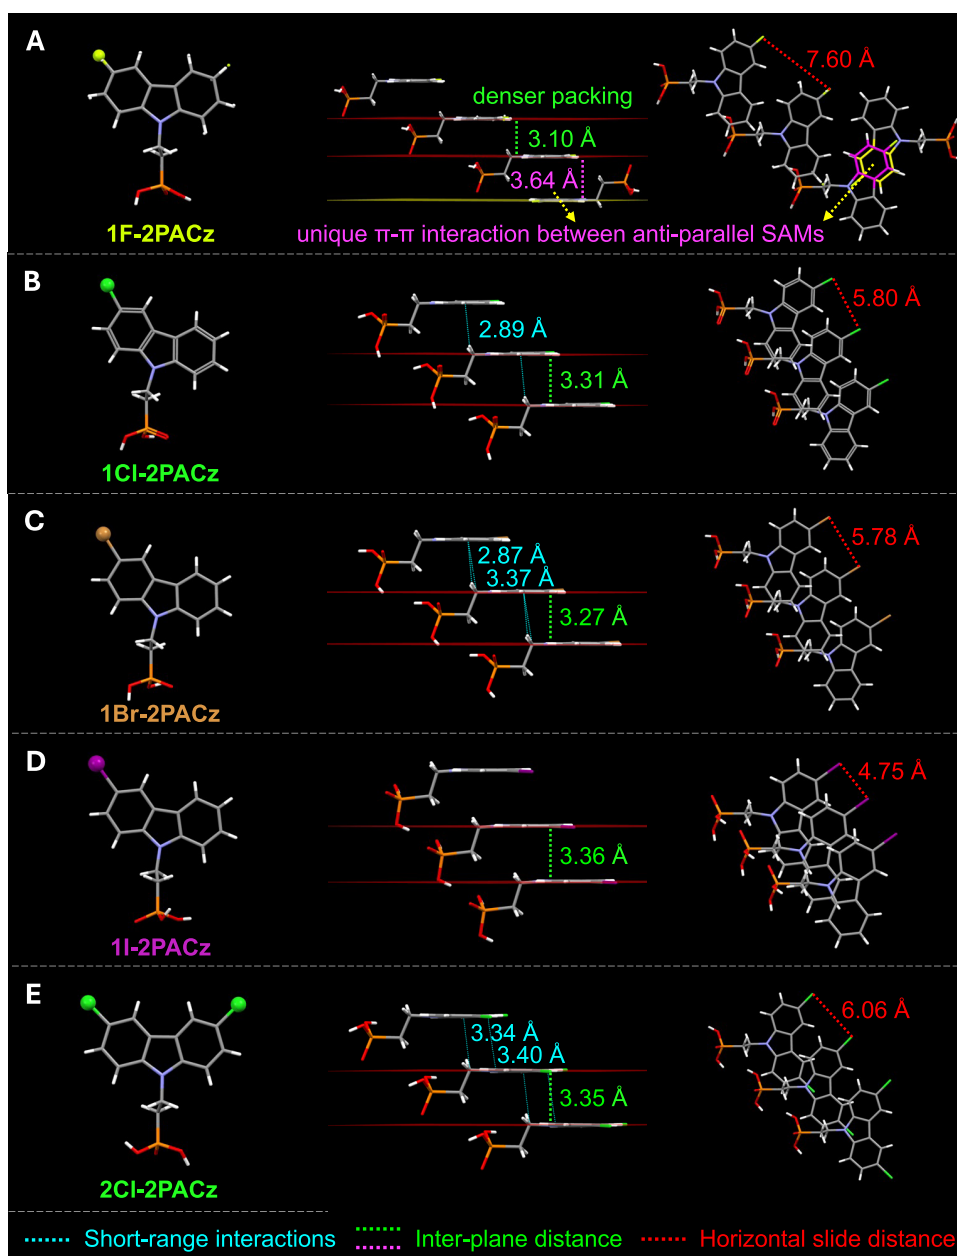 A
7.60 Å
denser packing
3.10 Å
3.64 Å
1F-2PACz
unique π-π interaction between anti-parallel SAMs
B
5.80 Å
2.89 Å
3.31 Å
1Cl-2PACz
C
5.78 Å
2.87 Å
3.37 Å
3.27 Å
1Br-2PACz
D
4.75 Å
3.36 Å
1I-2PACz
E
6.06 Å
3.34 Å
3.40 Å
3.35 Å
2Cl-2PACz
Short-range interactions
Inter-plane distance
Horizontal slide distance